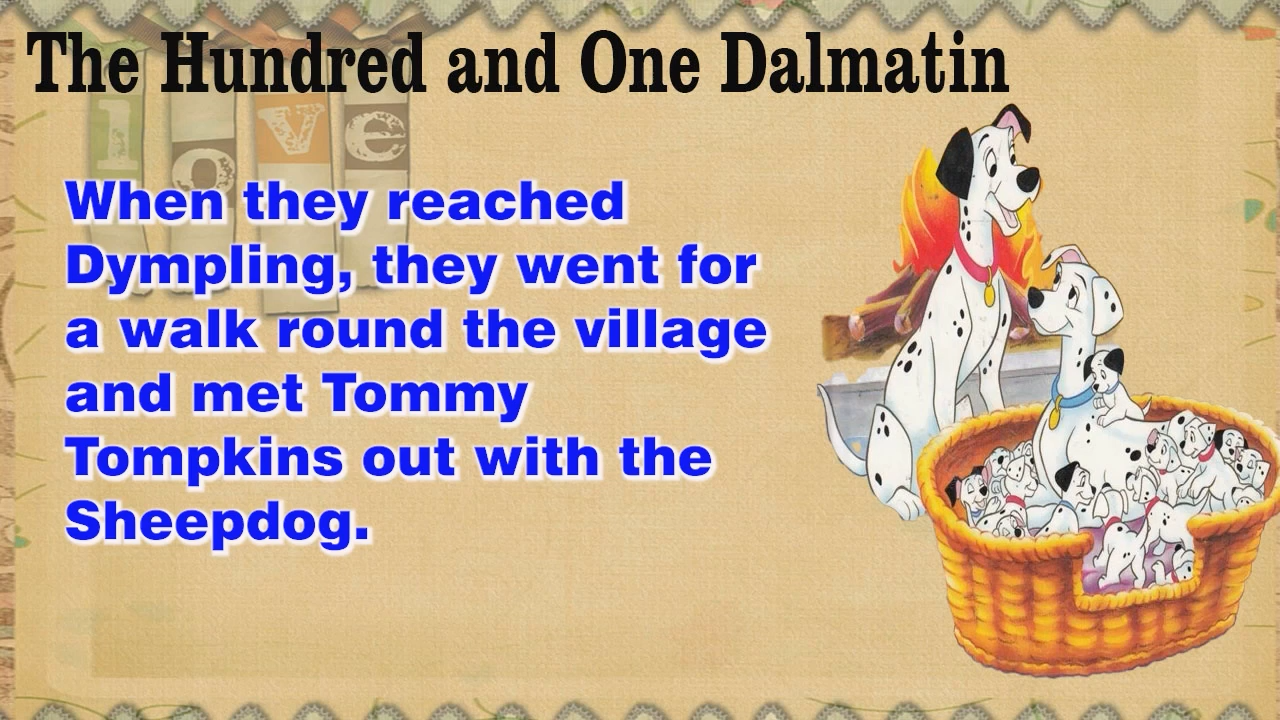 The Hundred and One Dalmatin
love
When they reached
Dympling, they went for
a walk round the village
and met Tommy
Tompkins out with the
Sheepdog.